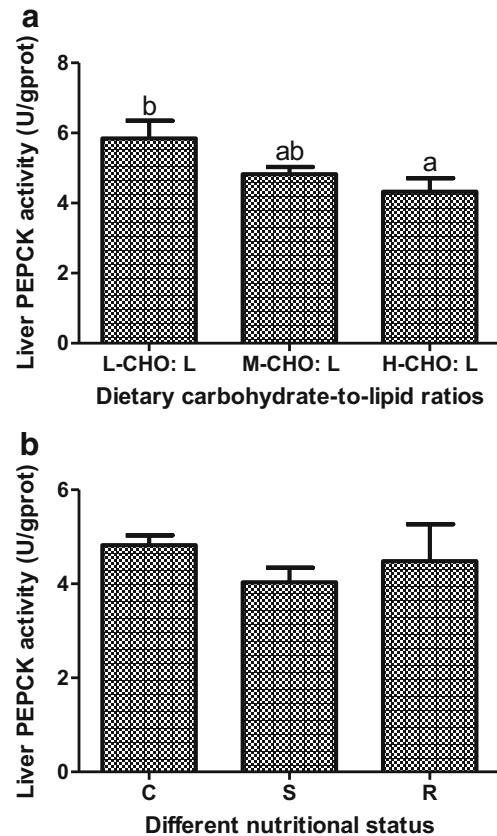 a
Liver PEPCK activity (U/gprot)
8
6
4
2
0
b
ab
a
L-CHO: L M-CHO: L H-CHO: L
Dietary carbohydrate-to-lipid ratios
b
Liver PEPCK activity (U/gprot)
6
4
2
0
C S R
Different nutritional status